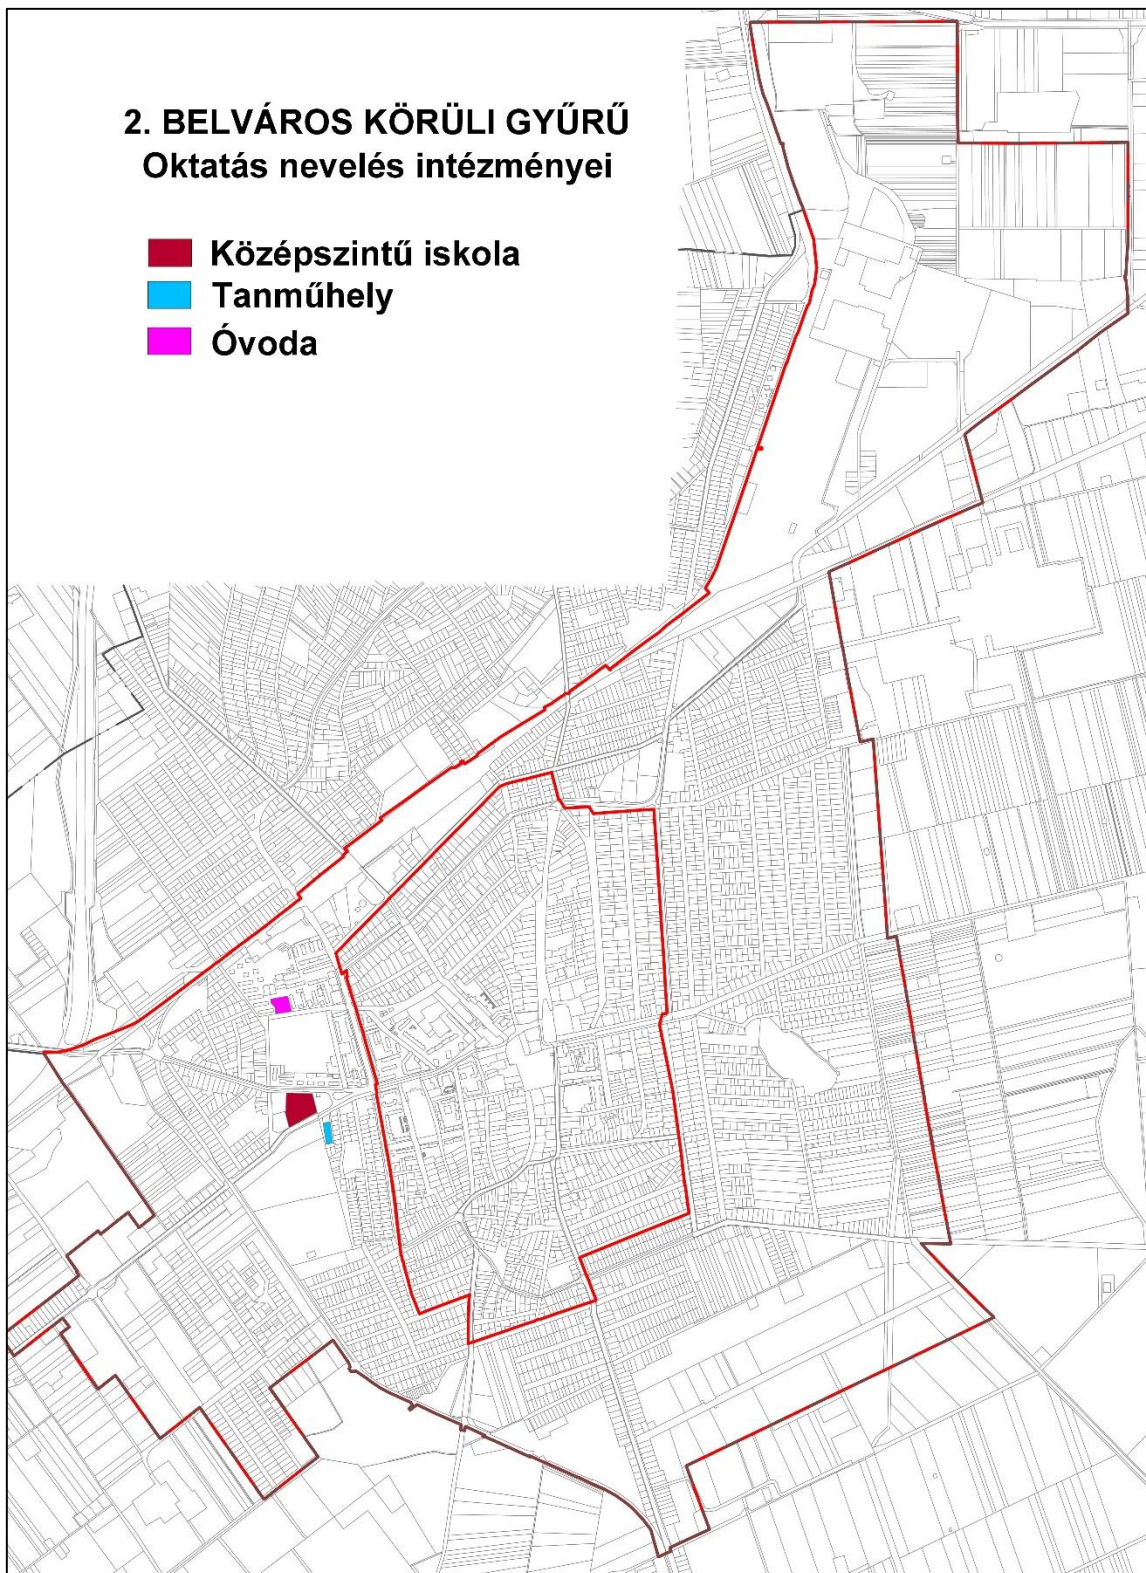 2. BELVÁROS KÖRÜLI GYŰRŰ
Oktatás nevelés intézményei
Középszintű iskola
Tanműhely
Óvoda